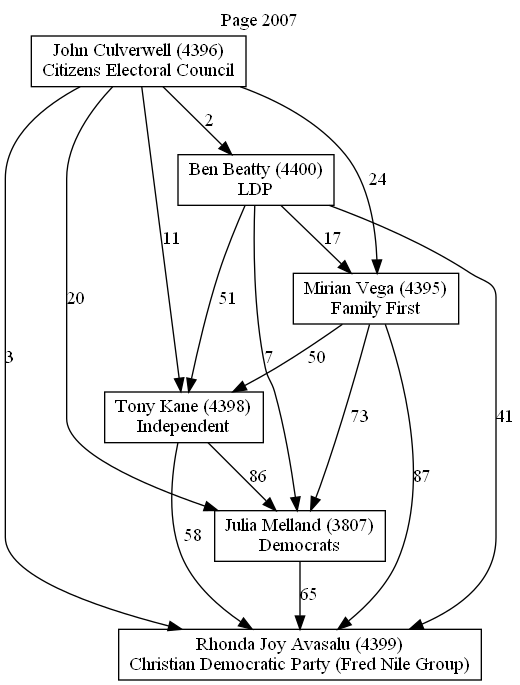 Page 2007
John Culverwell (4396)
Citizens Electoral Council
2
Ben Beatty (4400)
LDP
24
11
17
20
51
Mirian Vega (4395)
Family First
3
7
50
41
Tony Kane (4398)
Independent
73
86
87
58
Julia Melland (3807)
Democrats
65
Rhonda Joy Avasalu (4399)
Christian Democratic Party (Fred Nile Group)